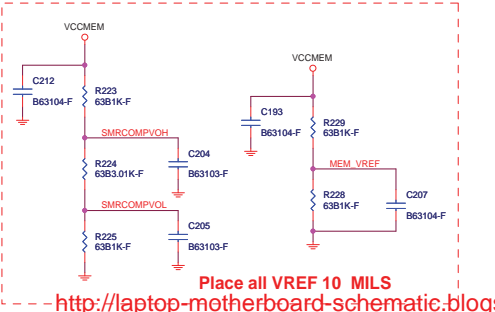 VCCMEM
C212
B63104-F
R223
63B1K-F
SMRCOMPVOH
R224
63B3.01K-F
C204
B63103-F
SMRCOMPVOL
R225
63B1K-F
C205
B63103-F
VCCMEM
C193
B63104-F
R229
63B1K-F
MEM_VREF
R228
63B1K-F
C207
B63104-F
Place all VREF 10 MILS
http://laptop-motherboard-schematic.blogs